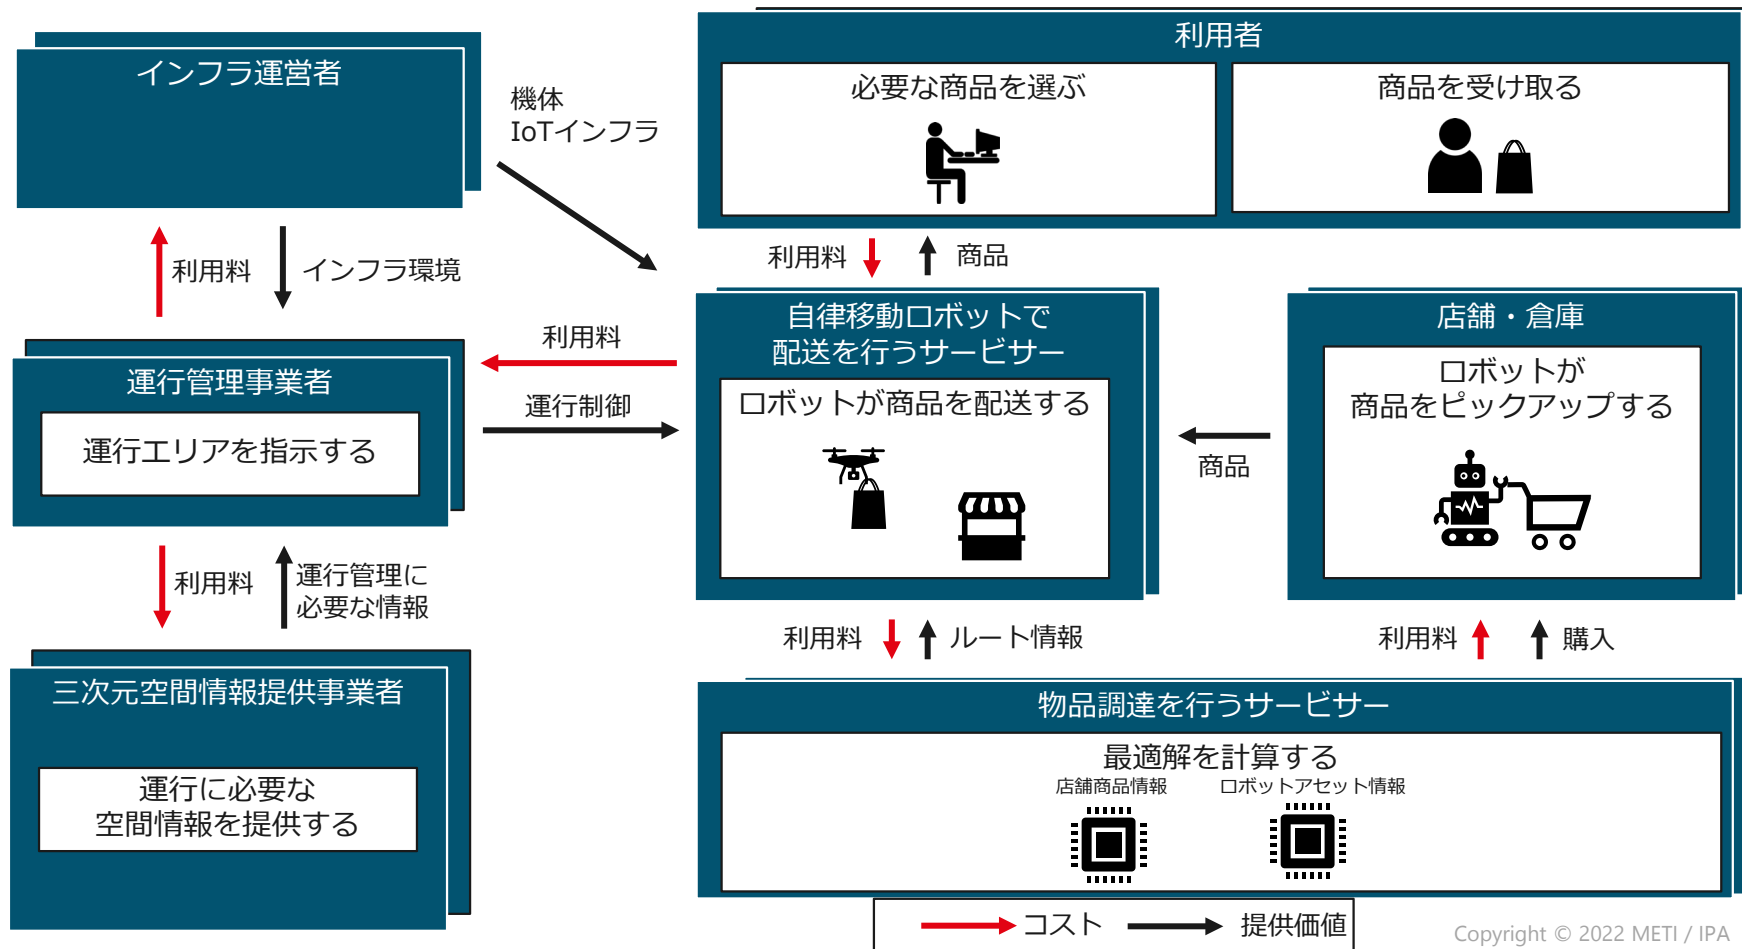 インフラ運営者
機体
IoTインフラ
利用者
必要な商品を選ぶ
商品を受け取る
利用料
インフラ環境
利用料
商品
運行管理事業者
運行エリアを指示する
利用料
運行制御
自律移動ロボットで
配送を行うサービサー
ロボットが商品を配送する
店舗・倉庫
ロボットが
商品をピックアップする
商品
利用料
運行管理に
必要な情報
利用料
ルート情報
利用料
購入
三次元空間情報提供事業者
運行に必要な
空間情報を提供する
物品調達を行うサービサー
最適解を計算する
店舗商品情報
ロボットアセット情報
コスト
提供価値
Copyright © 2022 METI / IPA